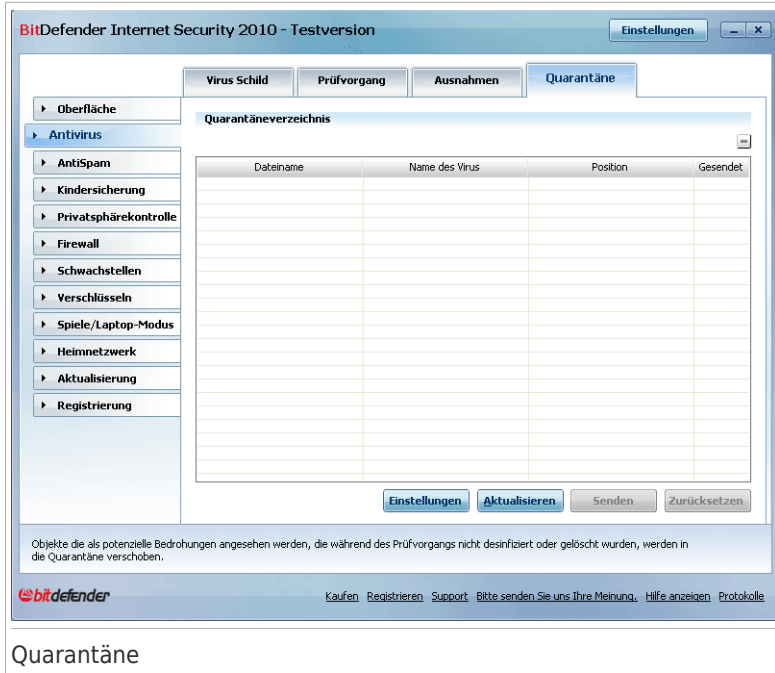 BitDefender Internet Security 2010 - Testversion
Einstellungen
Virus Schild
Prüfvorgang
Ausnahmen
Quarantäne
Oberfläche
Antivirus
AntiSpam
Kindersicherung
Privatsphärekontrolle
Firewall
Schwachstellen
Verschlüsseln
Spiele/Laptop-Modus
Heimnetzwerk
Aktualisierung
Registrierung
Quarantäneverzeichnis
Dateiname Name des Virus Position Gesendet
Einstellungen Aktualisieren Senden Zurücksetzen
Objekte die als potenzielle Bedrohungen angesehen werden, die während des Prüfvorgangs nicht desinfiziert oder gelöscht wurden, werden in
die Quarantäne verschoben.
bitdefender
Kaufen Registrieren Support Bitte senden Sie uns Ihre Meinung. Hilfe anzeigen Protokolle
Quarantäne